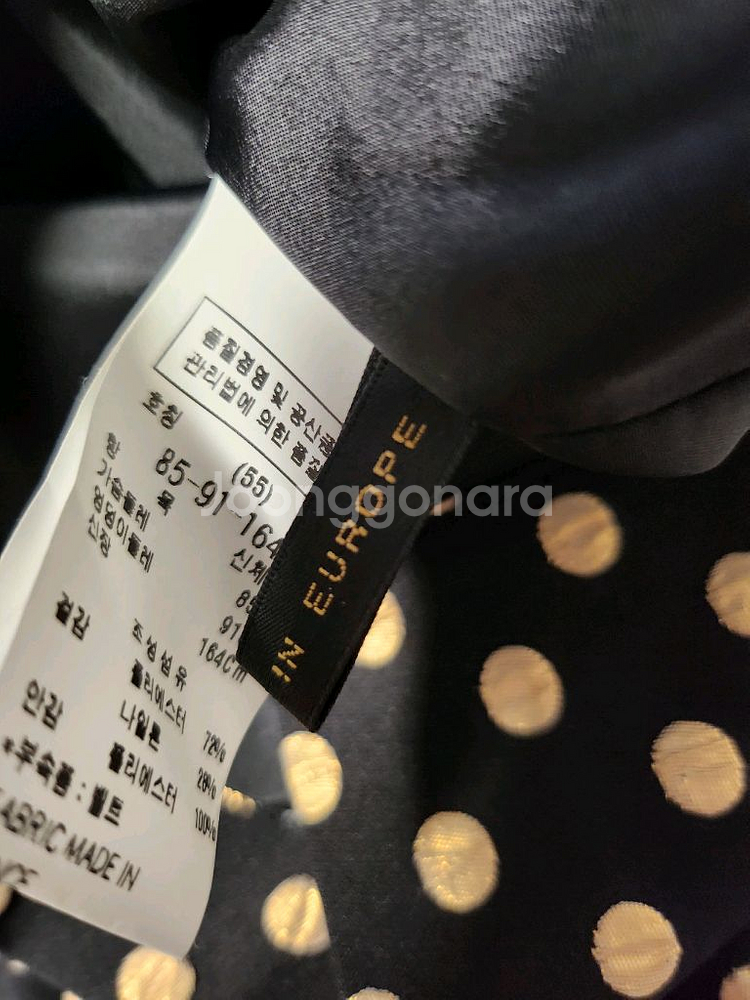 품질경영 및 공산품
관리법에 의한 품질
호칭
(55)
85-91-164
항 목
신체
가슴둘레
85
엉덩이둘레
91
신장
164cm
겉감
조성섬유
폴리에스터 72%
나일론 28%
안감
폴리에스터 100%
*부속품 : 벨트
FABRIC MADE IN
IN EUROPE
Joonggonara